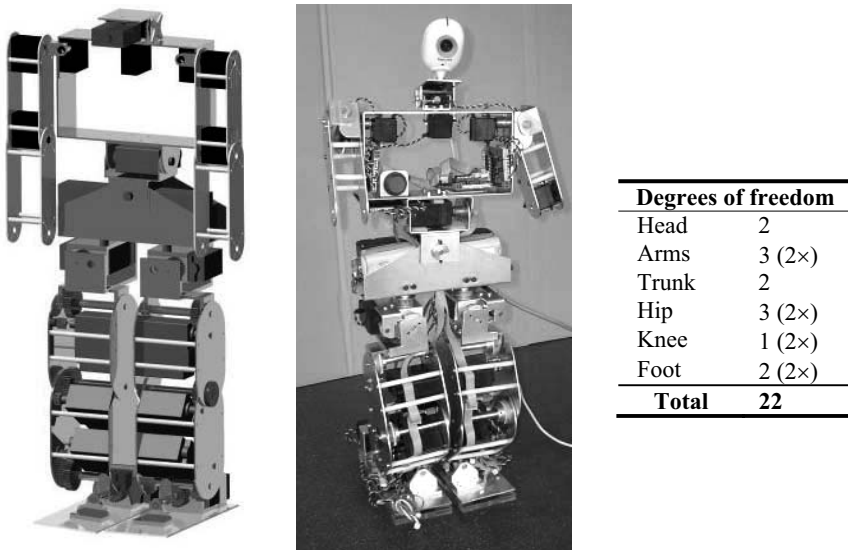 Degrees of freedom
Head 2
Arms 3 (2×)
Trunk 2
Hip 3 (2×)
Knee 1 (2×)
Foot 2 (2×)
Total 22